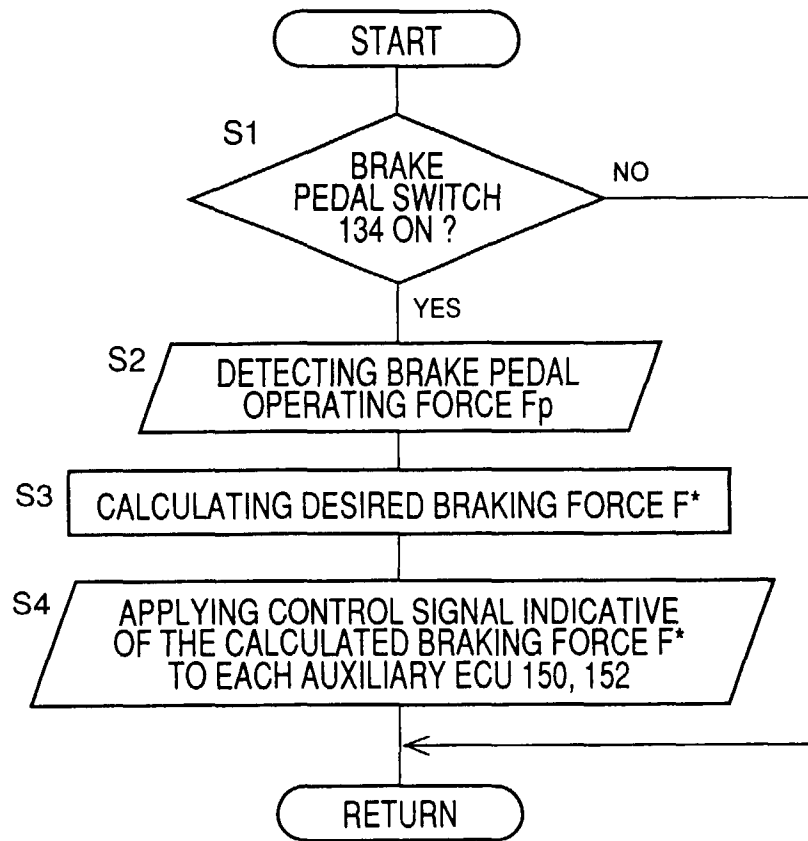 START
S1
BRAKE
PEDAL SWITCH
134 ON ?
NO
YES
S2
DETECTING BRAKE PEDAL
OPERATING FORCE Fp
S3
CALCULATING DESIRED BRAKING FORCE F*
S4
APPLYING CONTROL SIGNAL INDICATIVE
OF THE CALCULATED BRAKING FORCE F*
TO EACH AUXILIARY ECU 150, 152
RETURN